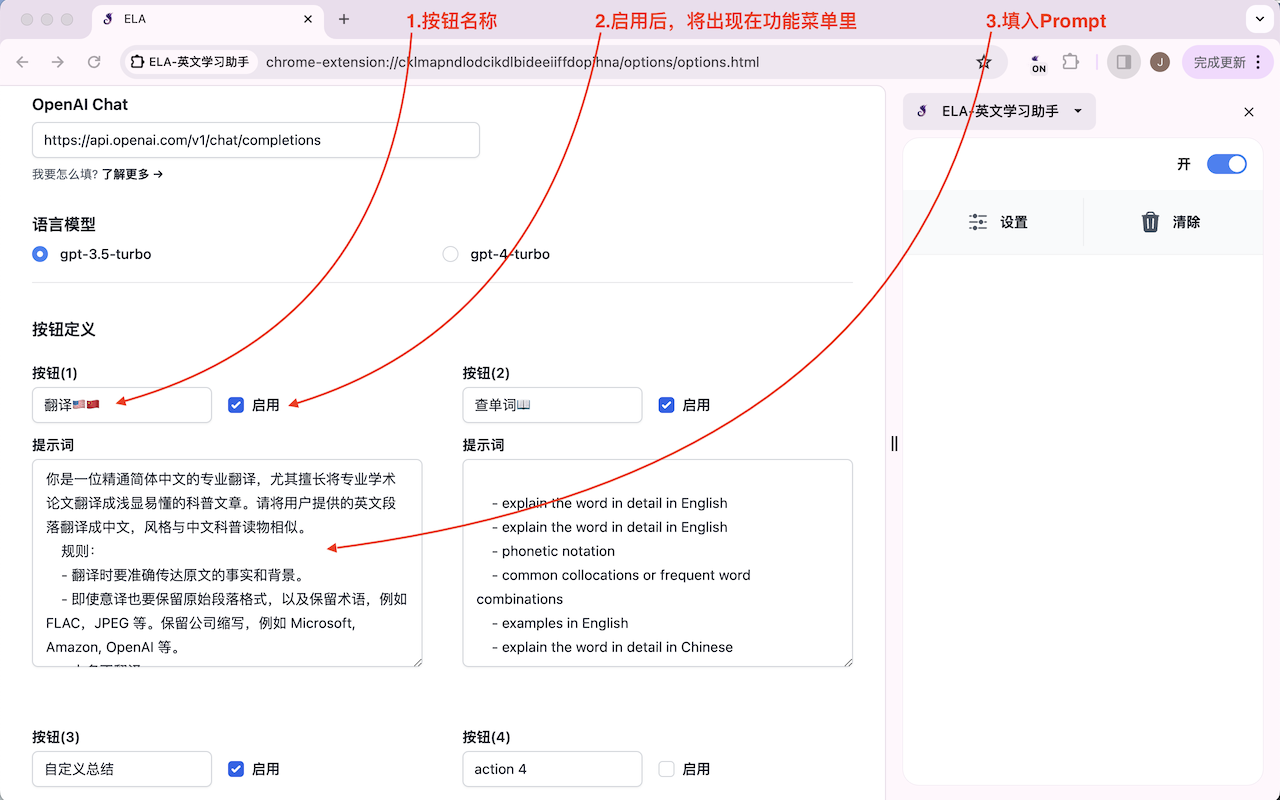 ELA
1.按钮名称
2.启用后，将出现在功能菜单里
3.填入Prompt
ELA-英文学习助手
chrome-extension://cklmapndlodcikdlbideeiiffdopihna/options/options.html
ON
J
完成更新
OpenAI Chat
https://api.openai.com/v1/chat/completions
我要怎么填? 了解更多 →
语言模型
gpt-3.5-turbo
gpt-4-turbo
按钮定义
按钮(1)
翻译🇺🇸🇨🇳
启用
提示词
你是一位精通简体中文的专业翻译，尤其擅长将专业学术
论文翻译成浅显易懂的科普文章。请将用户提供的英文段
落翻译成中文，风格与中文科普读物相似。
规则：
- 翻译时要准确传达原文的事实和背景。
- 即使意译也要保留原始段落格式，以及保留术语，例如
FLAC，JPEG 等。保留公司缩写，例如 Microsoft,
Amazon, OpenAI 等。
按钮(2)
查单词📖
启用
提示词
- explain the word in detail in English
- explain the word in detail in English
- phonetic notation
- common collocations or frequent word
combinations
- examples in English
- explain the word in detail in Chinese
按钮(3)
自定义总结
启用
按钮(4)
action 4
启用
ELA-英文学习助手
开
设置
清除